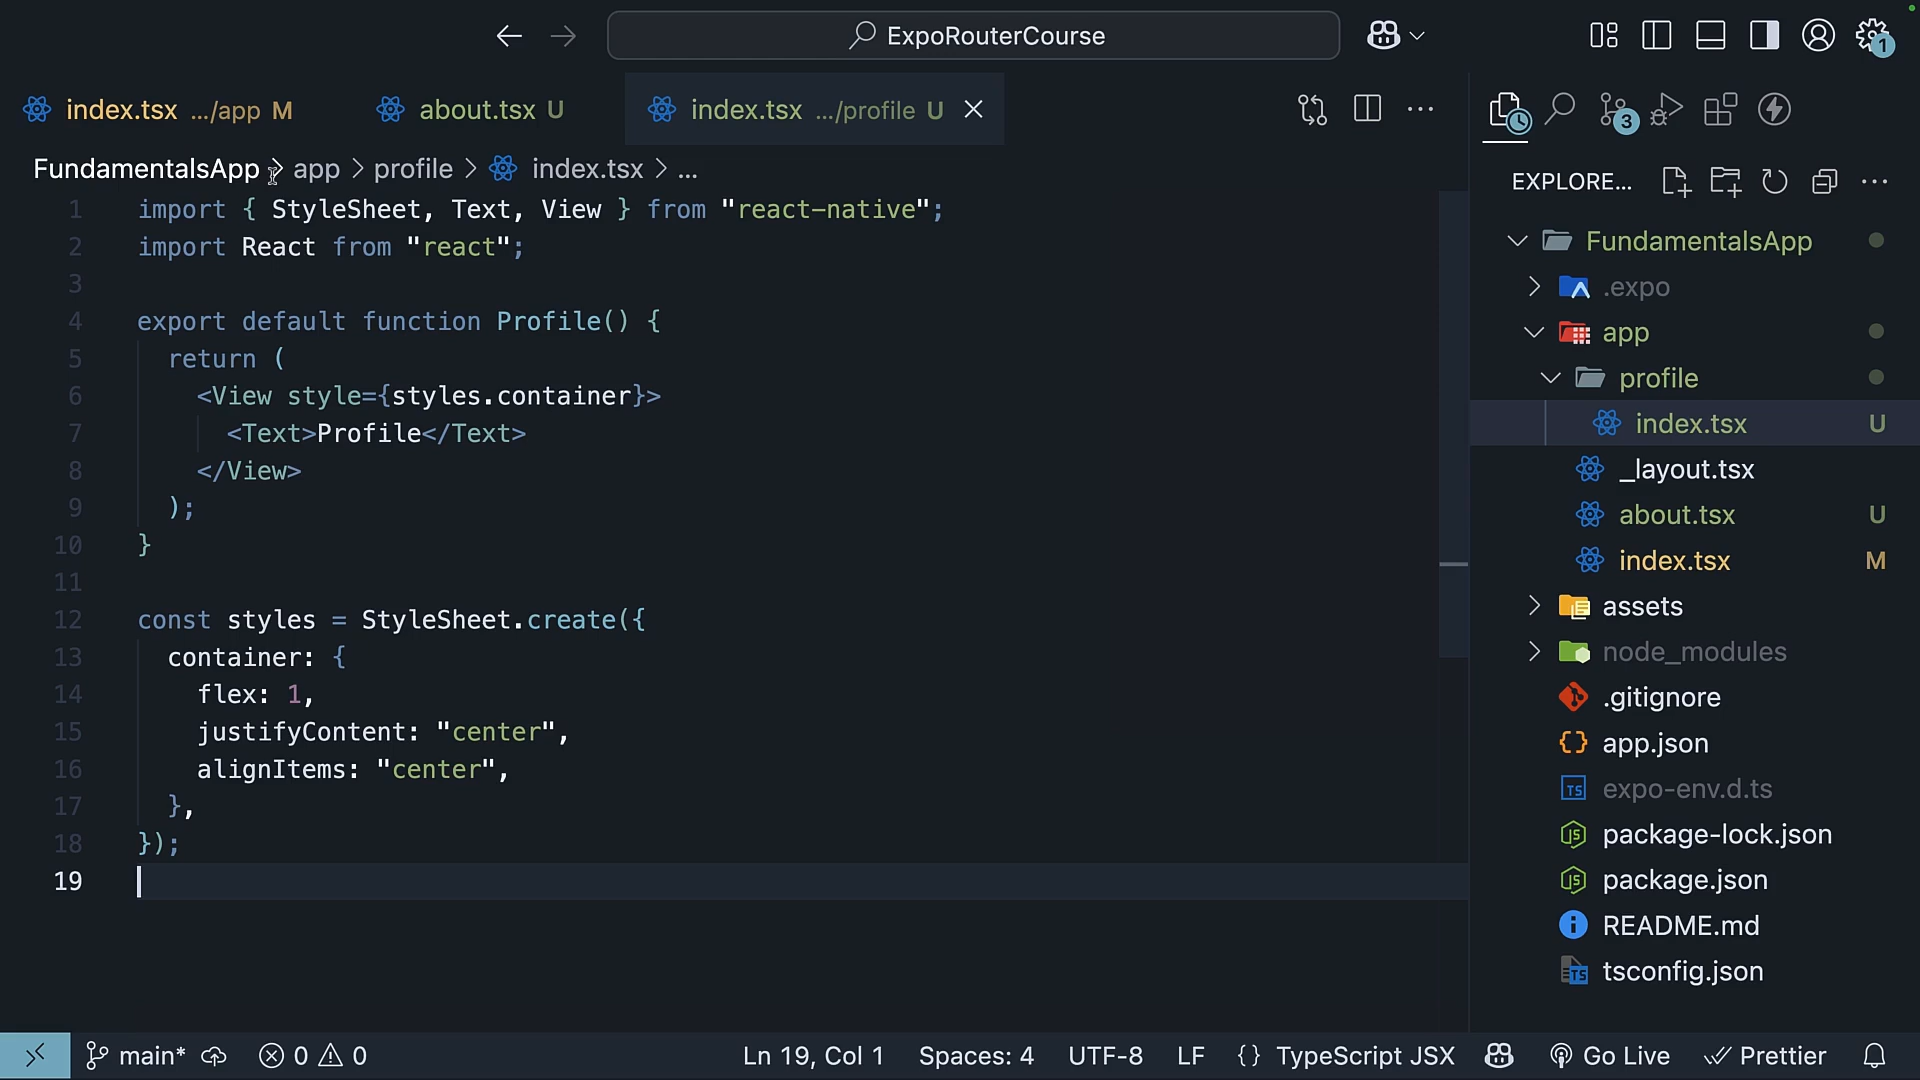 ExpoRouterCourse
1
index.tsx .../app M
about.tsx U
index.tsx .../profile U
3
FundamentalsApp > app > profile > index.tsx > ...
1 import { StyleSheet, Text, View } from "react-native";
2 import React from "react";
3
4 export default function Profile() {
5 return (
6 <View style={styles.container}>
7 <Text>Profile</Text>
8 </View>
9 );
10 }
11
12 const styles = StyleSheet.create({
13 container: {
14 flex: 1,
15 justifyContent: "center",
16 alignItems: "center",
17 },
18 });
19
EXPLORE...
FundamentalsApp
.expo
app
profile
index.tsx U
_layout.tsx
about.tsx U
index.tsx M
assets
node_modules
.gitignore
app.json
expo-env.d.ts
package-lock.json
package.json
README.md
tsconfig.json
main* 0 0 Ln 19, Col 1 Spaces: 4 UTF-8 LF {} TypeScript JSX Go Live Prettier